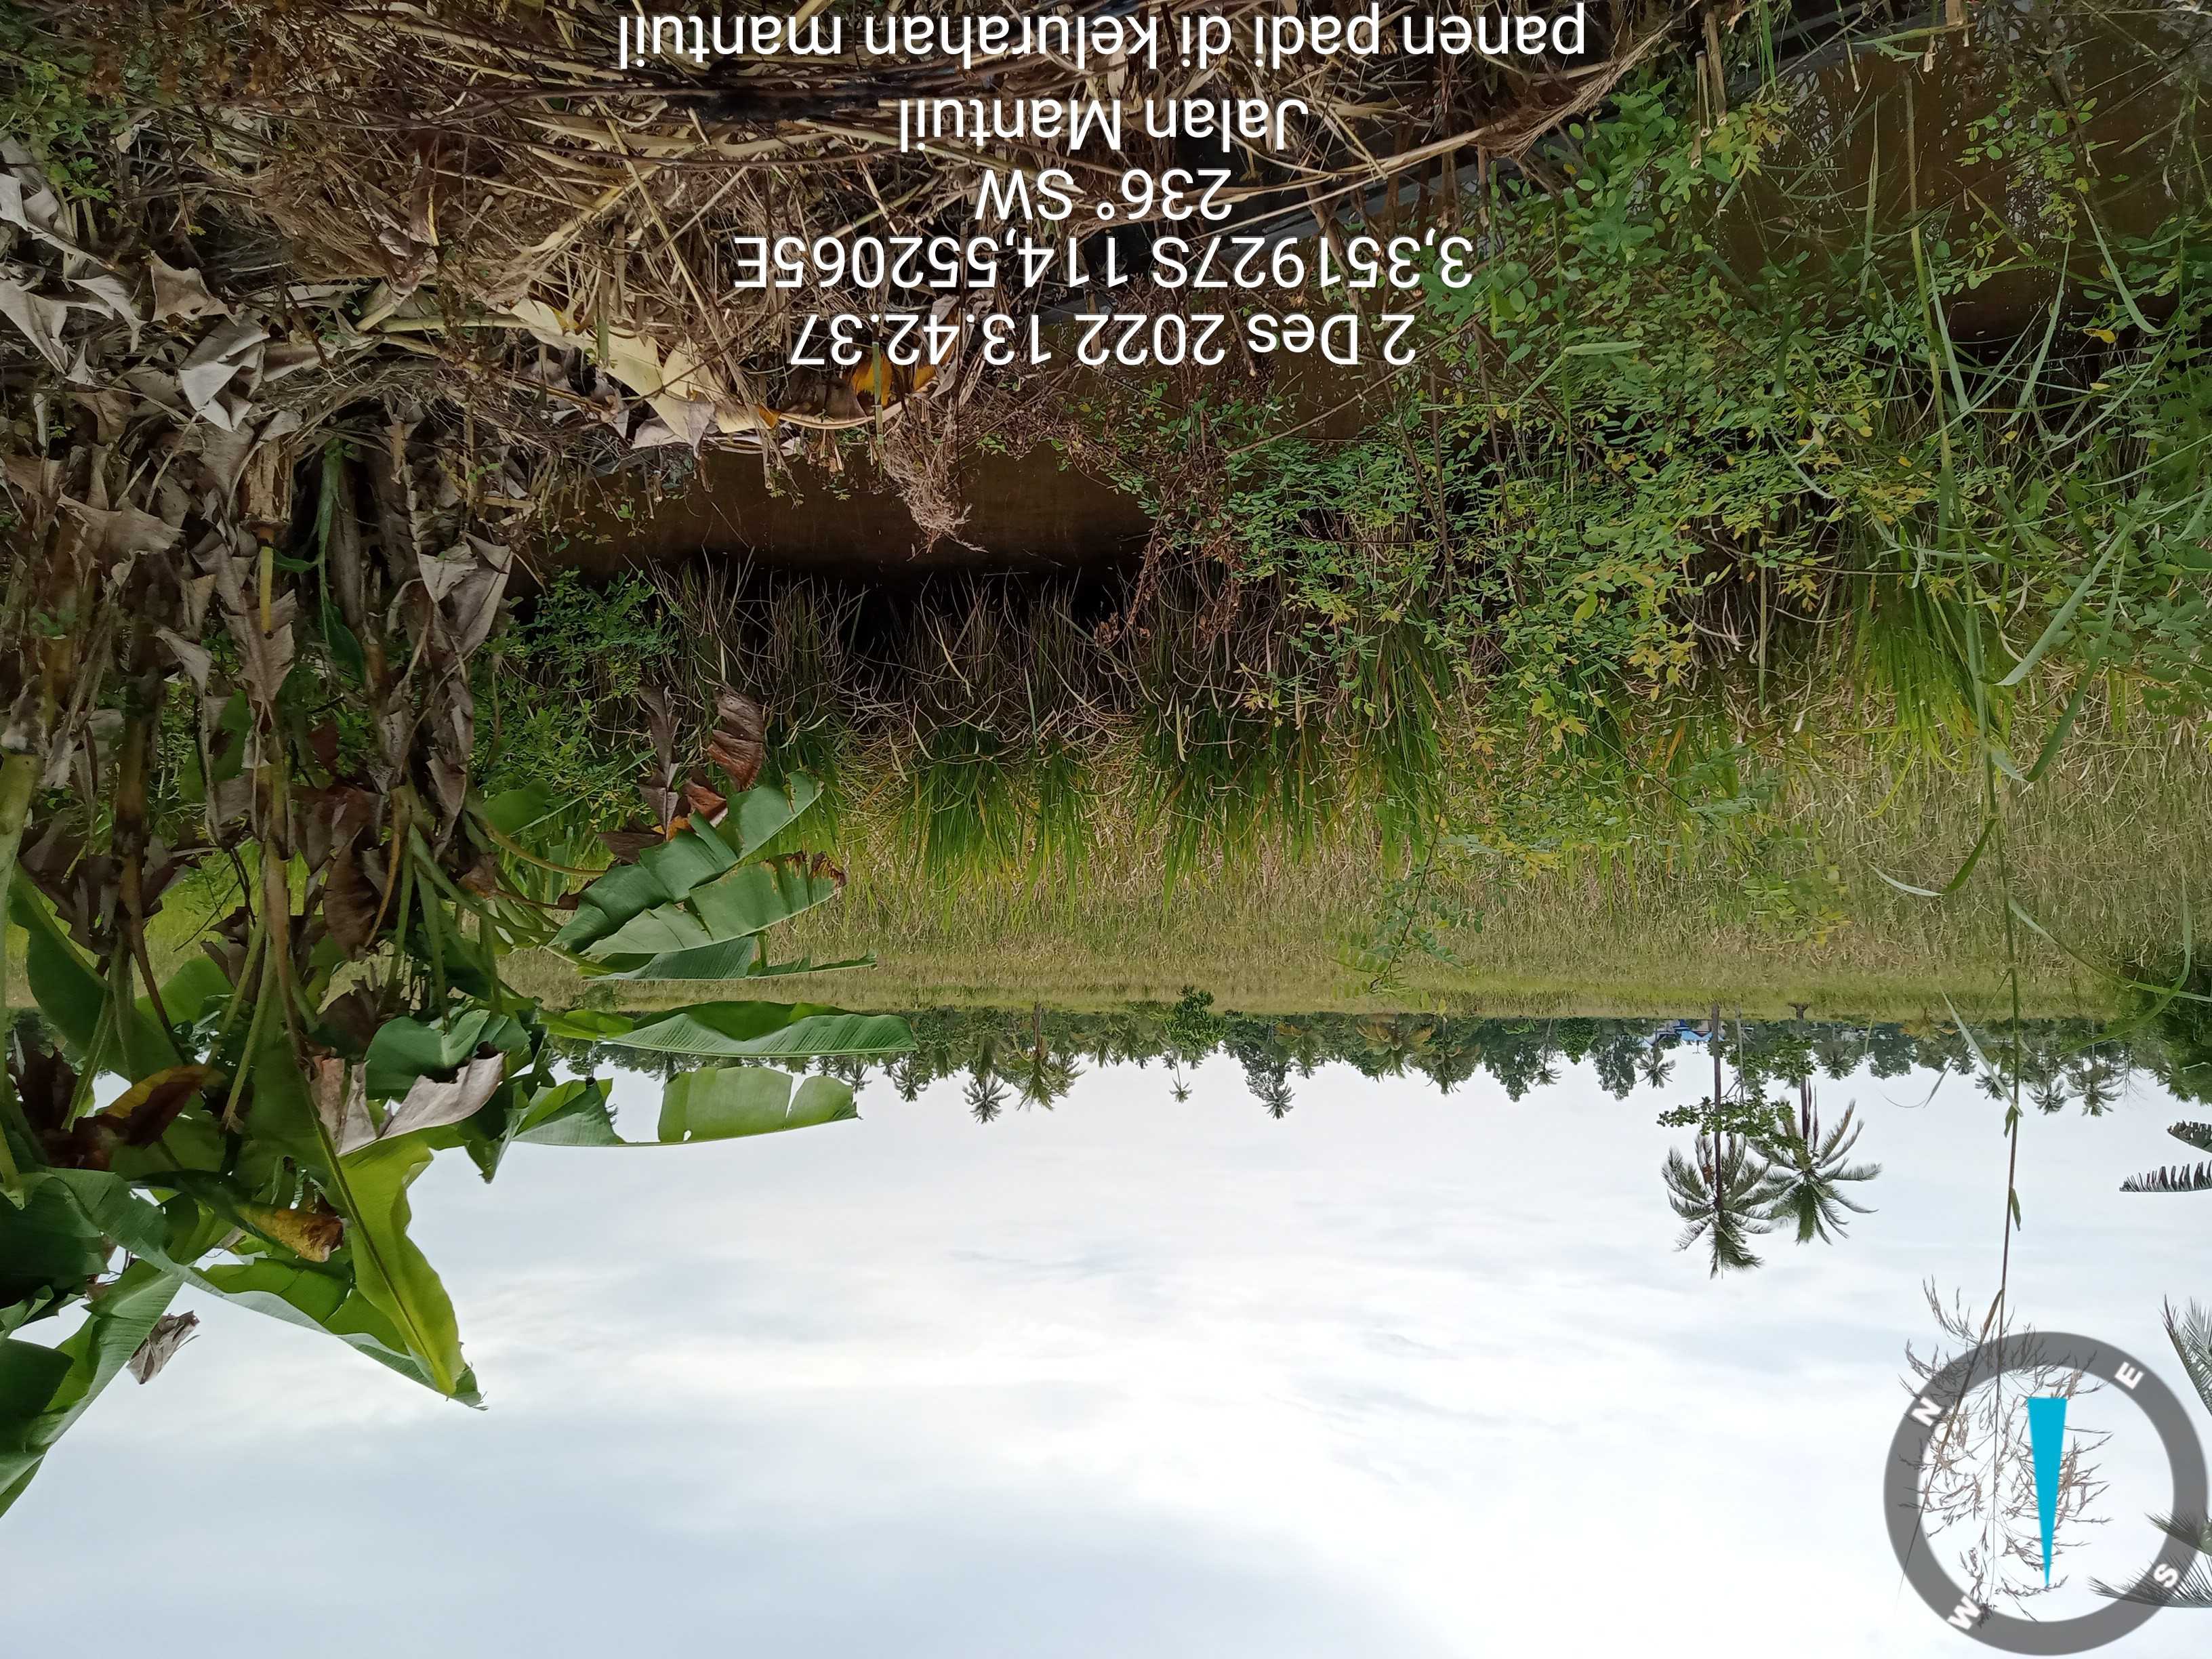 2 Des 2022 13.42.37
3,351927S 114,552065E
236° SW
Jalan Mantuil
panen padi di kelurahan mantuil
N
E
S
W